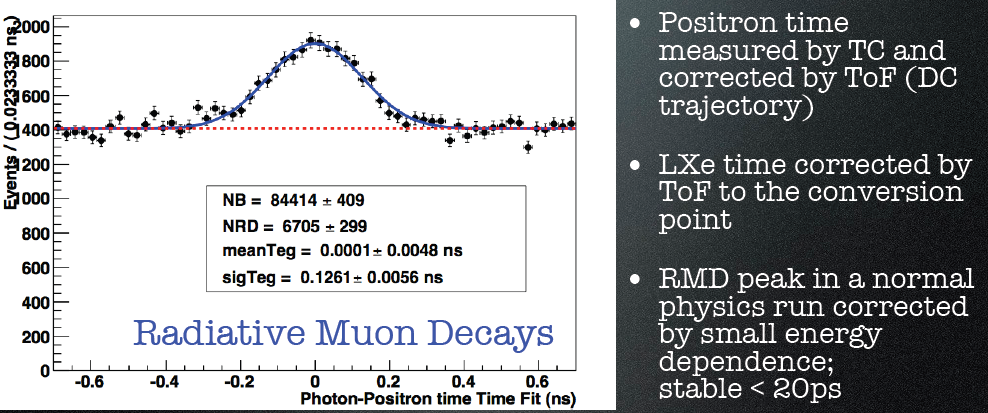 Events / ( 0.0233333 ns )
2000
1800
1600
1400
1200
1000
800
600
400
200
0
NB = 84414 ± 409
NRD = 6705 ± 299
meanTeg = 0.0001± 0.0048 ns
sigTeg = 0.1261± 0.0056 ns
Radiative Muon Decays
-0.6 -0.4 -0.2 0 0.2 0.4 0.6
Photon-Positron time Time Fit (ns)
• Positron time
measured by TC and
corrected by ToF (DC
trajectory)
• LXe time corrected by
ToF to the conversion
point
• RMD peak in a normal
physics run corrected
by small energy
dependence;
stable < 20ps